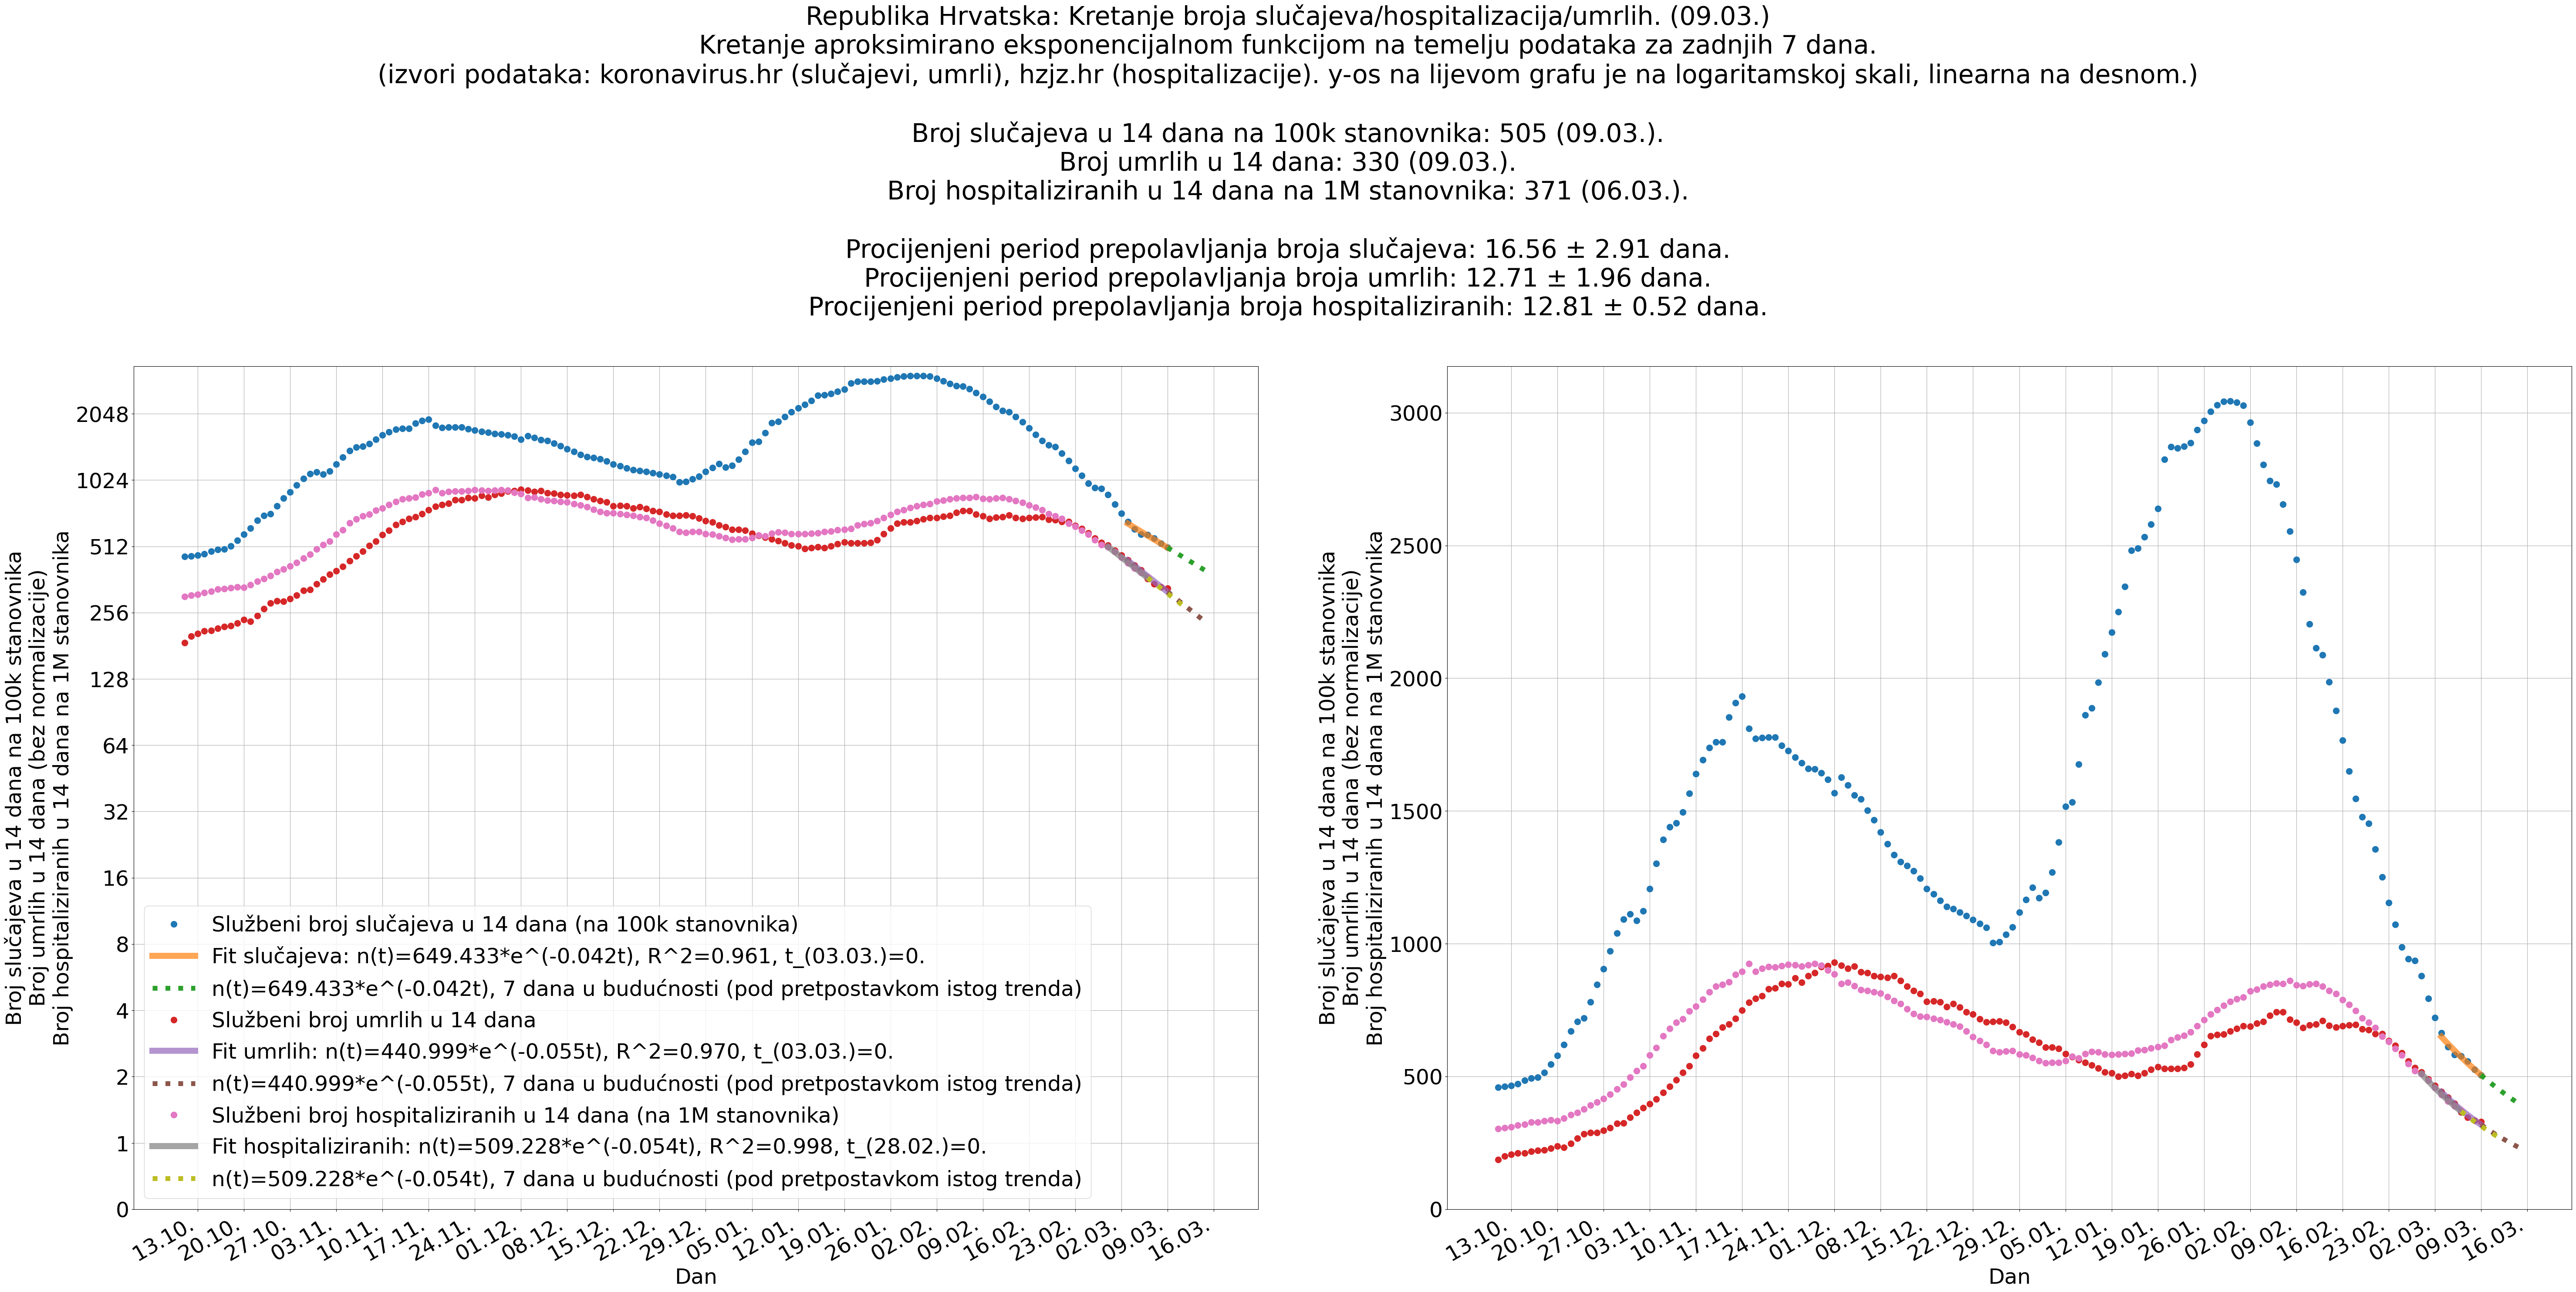 Republika Hrvatska: Kretanje broja slučajeva/hospitalizacija/umrlih. (09.03.)
Kretanje aproksimirano eksponencijalnom funkcijom na temelju podataka za zadnjih 7 dana.
(izvori podataka: koronavirus.hr (slučajevi, umrli), hzjz.hr (hospitalizacije). y-os na lijevom grafu je na logaritamskoj skali, linearna na desnom.)
Broj slučajeva u 14 dana na 100k stanovnika: 505 (09.03.).
Broj umrlih u 14 dana: 330 (09.03.).
Broj hospitaliziranih u 14 dana na 1M stanovnika: 371 (06.03.).
Procijenjeni period prepolavljanja broja slučajeva: 16.56 ± 2.91 dana.
Procijenjeni period prepolavljanja broja umrlih: 12.71 ± 1.96 dana.
Procijenjeni period prepolavljanja broja hospitaliziranih: 12.81 ± 0.52 dana.
Broj slučajeva u 14 dana na 100k stanovnika
Broj umrlih u 14 dana (bez normalizacije)
Broj hospitaliziranih u 14 dana na 1M stanovnika
2048
1024
512
256
128
64
32
16
8
4
2
1
0
Službeni broj slučajeva u 14 dana (na 100k stanovnika)
Fit slučajeva: n(t)=649.433*e^(-0.042t), R^2=0.961, t_(03.03.)=0.
n(t)=649.433*e^(-0.042t), 7 dana u budućnosti (pod pretpostavkom istog trenda)
Službeni broj umrlih u 14 dana
Fit umrlih: n(t)=440.999*e^(-0.055t), R^2=0.970, t_(03.03.)=0.
n(t)=440.999*e^(-0.055t), 7 dana u budućnosti (pod pretpostavkom istog trenda)
Službeni broj hospitaliziranih u 14 dana (na 1M stanovnika)
Fit hospitaliziranih: n(t)=509.228*e^(-0.054t), R^2=0.998, t_(28.02.)=0.
n(t)=509.228*e^(-0.054t), 7 dana u budućnosti (pod pretpostavkom istog trenda)
13.10. 20.10. 27.10. 03.11. 10.11. 17.11. 24.11. 01.12. 08.12. 15.12. 22.12. 29.12. 05.01. 12.01. 19.01. 26.01. 02.02. 09.02. 16.02. 23.02. 02.03. 09.03. 16.03.
Dan
Broj slučajeva u 14 dana na 100k stanovnika
Broj umrlih u 14 dana (bez normalizacije)
Broj hospitaliziranih u 14 dana na 1M stanovnika
3000
2500
2000
1500
1000
500
0
13.10. 20.10. 27.10. 03.11. 10.11. 17.11. 24.11. 01.12. 08.12. 15.12. 22.12. 29.12. 05.01. 12.01. 19.01. 26.01. 02.02. 09.02. 16.02. 23.02. 02.03. 09.03. 16.03.
Dan